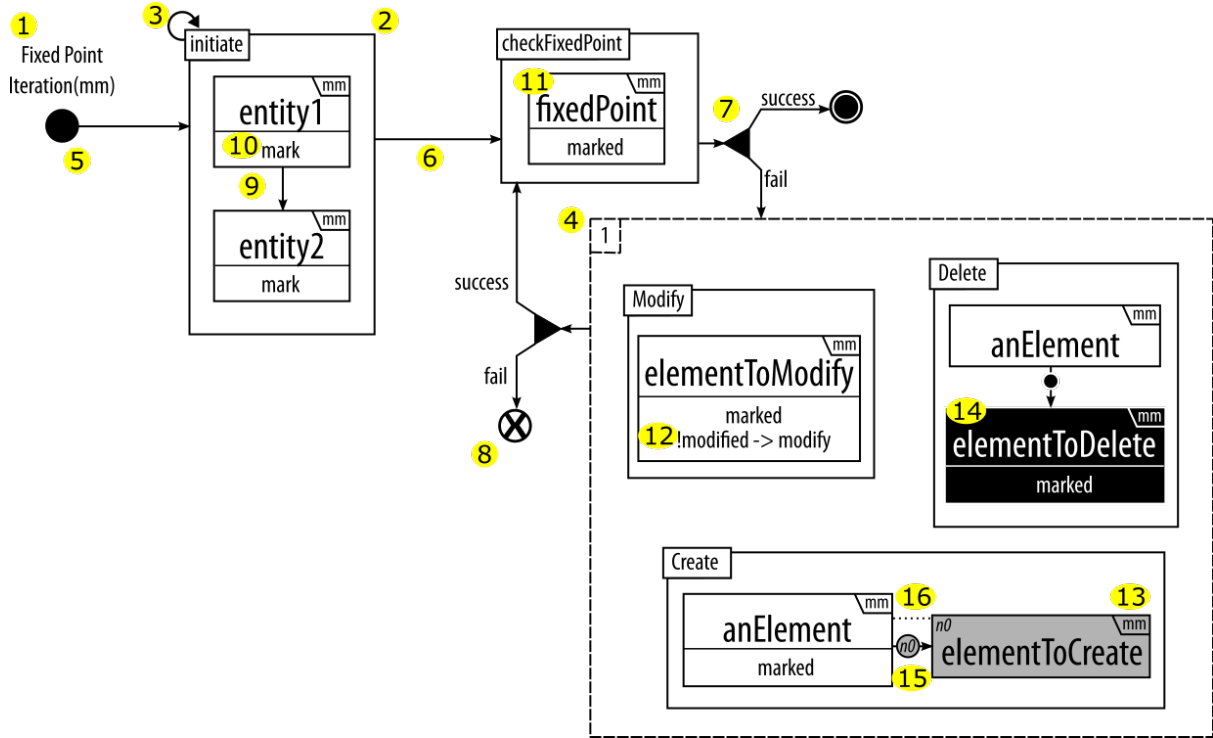 1
Fixed Point
Iteration(mm)
5
3
2
initiate
mm
entity1
10 mark
9
mm
entity2
mark
6
checkFixedPoint
11
mm
fixedPoint
marked
7
success
fail
4
1
success
fail
8
Modify
mm
elementToModify
marked
12 !modified -> modify
Delete
mm
anElement
14
mm
elementToDelete
marked
Create
mm
anElement
marked
16
13
n0
mm
elementToCreate
n0
15
X